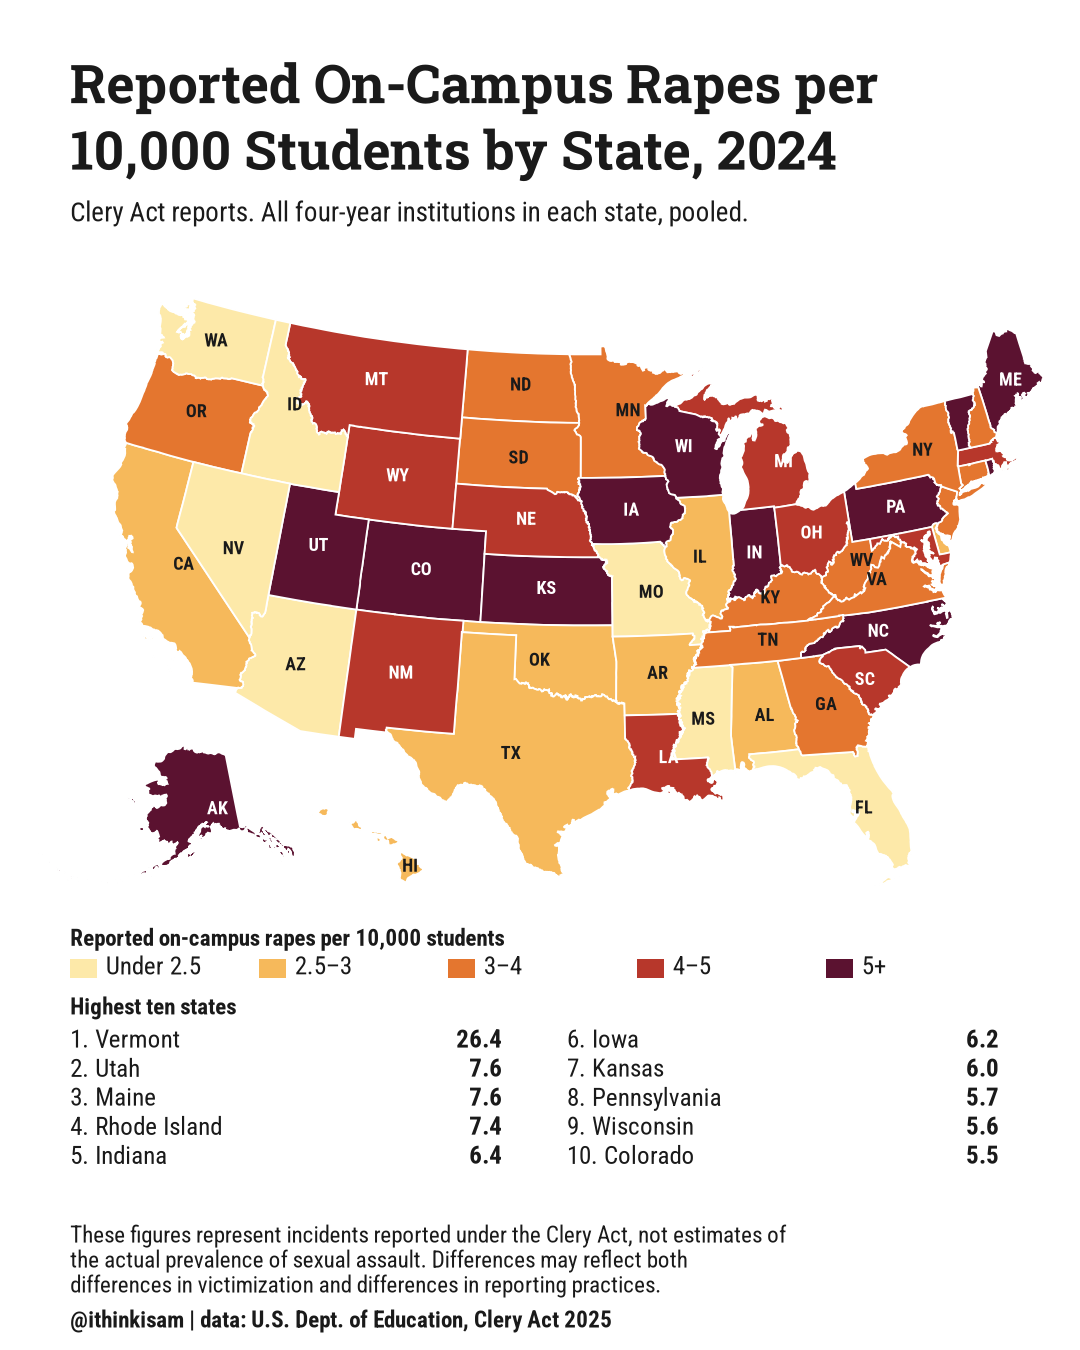 Reported On-Campus Rapes per
10,000 Students by State, 2024
Clery Act reports. All four-year institutions in each state, pooled.
WA
MT
ND
MN
ME
OR
ID
SD
WI
MI
NY
WY
NE
IA
PA
NV
UT
CO
KS
IL
IN
OH
WV
VA
CA
MO
KY
NC
AZ
NM
OK
AR
TN
SC
TX
LA
MS
AL
GA
AK
FL
HI
Reported on-campus rapes per 10,000 students
Under 2.5 2.5–3 3–4 4–5 5+
Highest ten states
1. Vermont 26.4
2. Utah 7.6
3. Maine 7.6
4. Rhode Island 7.4
5. Indiana 6.4
6. Iowa 6.2
7. Kansas 6.0
8. Pennsylvania 5.7
9. Wisconsin 5.6
10. Colorado 5.5
These figures represent incidents reported under the Clery Act, not estimates of
the actual prevalence of sexual assault. Differences may reflect both
differences in victimization and differences in reporting practices.
@ithinkisam | data: U.S. Dept. of Education, Clery Act 2025